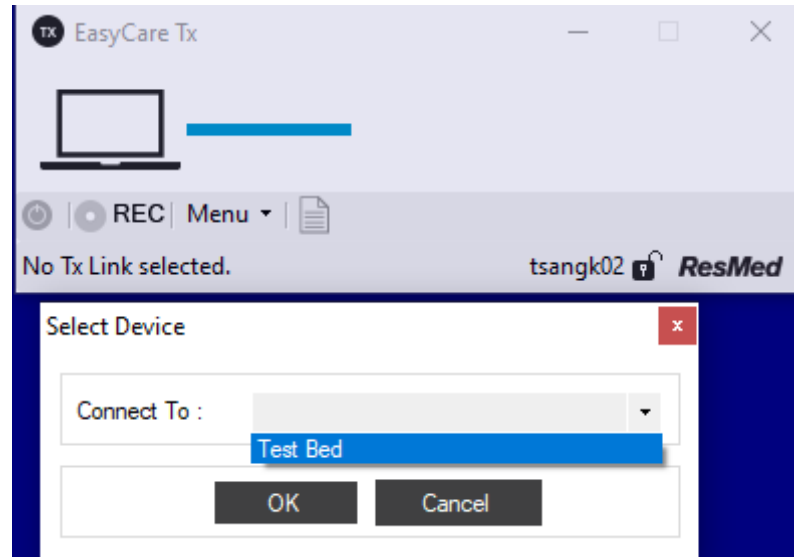 TX EasyCare Tx
REC Menu
No Tx Link selected. tsangk02 ResMed
Select Device
Connect To :
Test Bed
OK Cancel